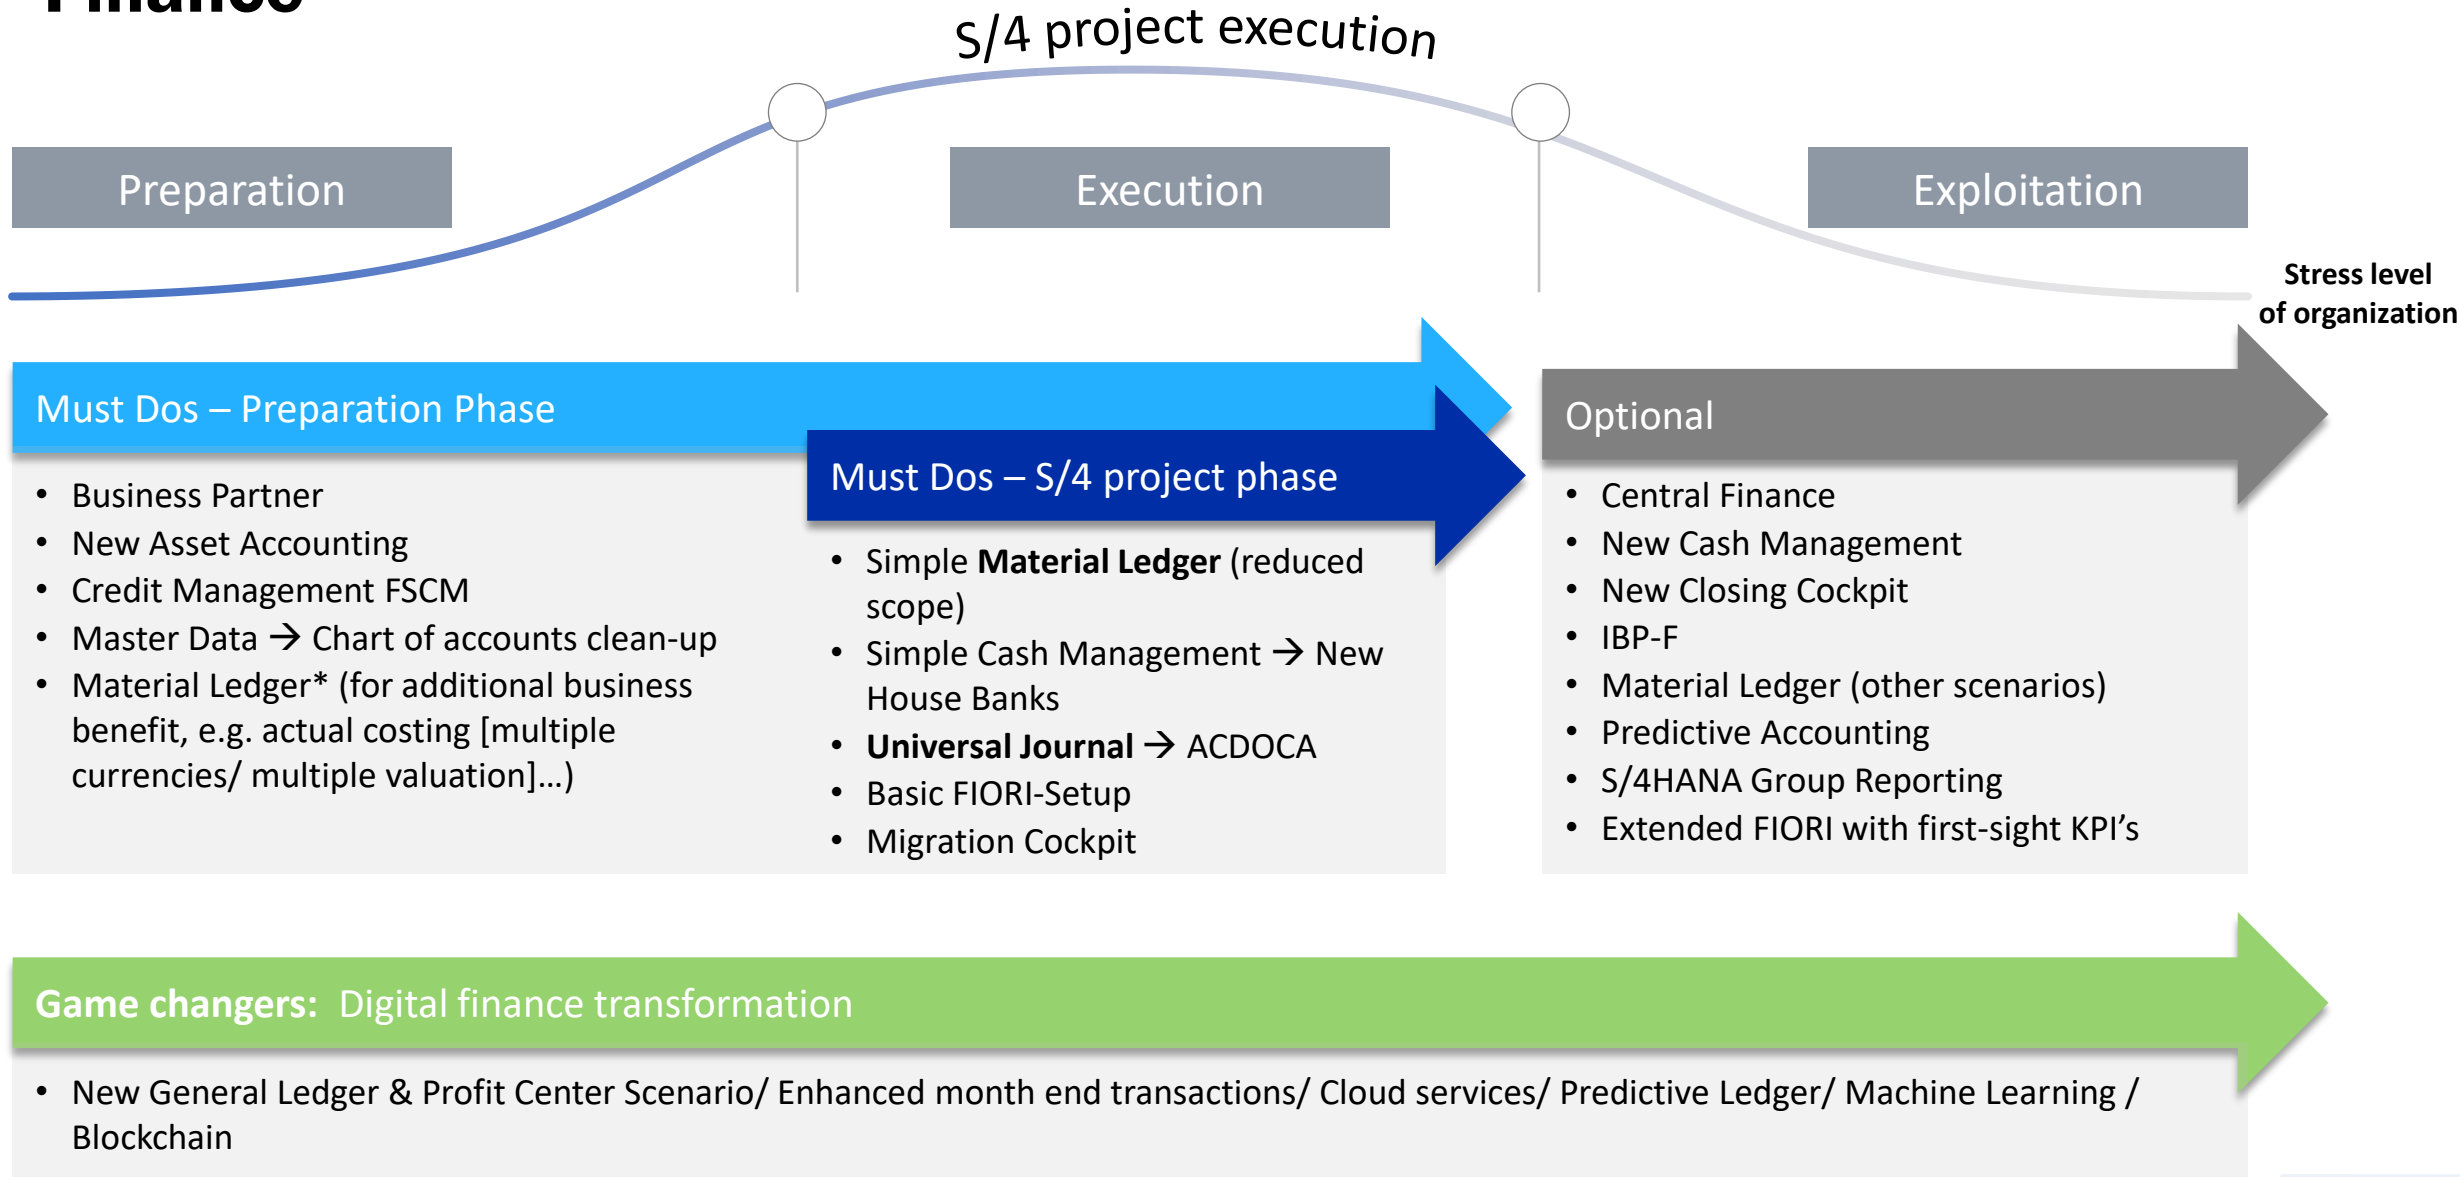 Finance
S/4 project execution
Preparation
Execution
Exploitation
Stress level
of organization
Must Dos – Preparation Phase
• Business Partner
• New Asset Accounting
• Credit Management FSCM
• Master Data → Chart of accounts clean-up
• Material Ledger* (for additional business
benefit, e.g. actual costing [multiple
currencies/ multiple valuation]…)
Must Dos – S/4 project phase
• Simple Material Ledger (reduced
scope)
• Simple Cash Management → New
House Banks
• Universal Journal → ACDOCA
• Basic FIORI-Setup
• Migration Cockpit
Optional
• Central Finance
• New Cash Management
• New Closing Cockpit
• IBP-F
• Material Ledger (other scenarios)
• Predictive Accounting
• S/4HANA Group Reporting
• Extended FIORI with first-sight KPI’s
Game changers: Digital finance transformation
• New General Ledger & Profit Center Scenario/ Enhanced month end transactions/ Cloud services/ Predictive Ledger/ Machine Learning /
Blockchain